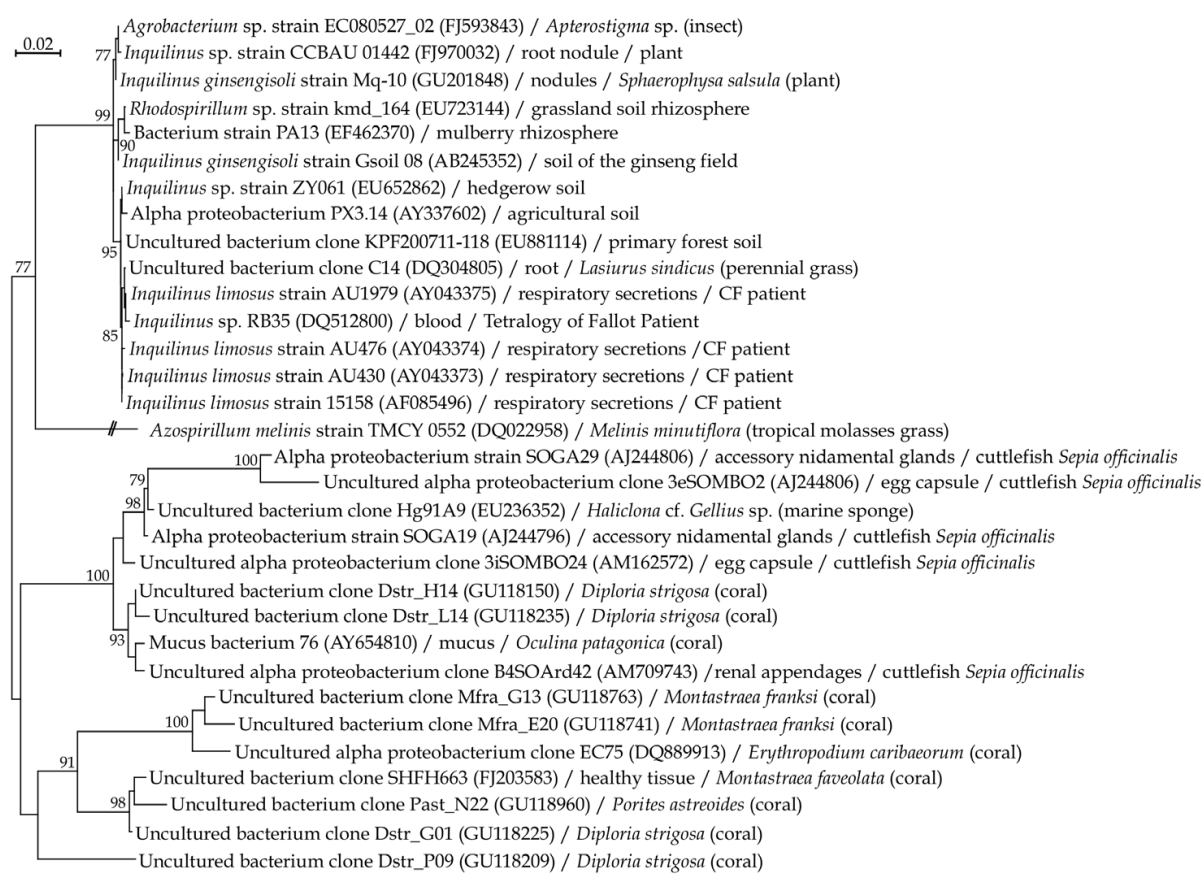 Agrobacterium sp. strain EC080527_02 (FJ593843) / Apterostigma sp. (insect)
0.02
77
Inquilinus sp. strain CCBAU 01442 (FJ970032) / root nodule / plant
Inquilinus ginsengisoli strain Mq-10 (GU201848) / nodules / Sphaerophysa salsula (plant)
Rhodospirillum sp. strain kmd_164 (EU723144) / grassland soil rhizosphere
99
Bacterium strain PA13 (EF462370) / mulberry rhizosphere
90
Inquilinus ginsengisoli strain Gsoil 08 (AB245352) / soil of the ginseng field
Inquilinus sp. strain ZY061 (EU652862) / hedgerow soil
Alpha proteobacterium PX3.14 (AY337602) / agricultural soil
Uncultured bacterium clone KPF200711-118 (EU881114) / primary forest soil
95
77
Uncultured bacterium clone C14 (DQ304805) / root / Lasiurus sindicus (perennial grass)
Inquilinus limosus strain AU1979 (AY043375) / respiratory secretions / CF patient
Inquilinus sp. RB35 (DQ512800) / blood / Tetralogy of Fallot Patient
85
Inquilinus limosus strain AU476 (AY043374) / respiratory secretions /CF patient
Inquilinus limosus strain AU430 (AY043373) / respiratory secretions / CF patient
Inquilinus limosus strain 15158 (AF085496) / respiratory secretions / CF patient
Azospirillum melinis strain TMCY 0552 (DQ022958) / Melinis minutiflora (tropical molasses grass)
100
Alpha proteobacterium strain SOGA29 (AJ244806) / accessory nidamental glands / cuttlefish Sepia officinalis
79
Uncultured alpha proteobacterium clone 3eSOMBO2 (AJ244806) / egg capsule / cuttlefish Sepia officinalis
98
Uncultured bacterium clone Hg91A9 (EU236352) / Haliclona cf. Gellius sp. (marine sponge)
Alpha proteobacterium strain SOGA19 (AJ244796) / accessory nidamental glands / cuttlefish Sepia officinalis
Uncultured alpha proteobacterium clone 3iSOMBO24 (AM162572) / egg capsule / cuttlefish Sepia officinalis
100
Uncultured bacterium clone Dstr_H14 (GU118150) / Diploria strigosa (coral)
Uncultured bacterium clone Dstr_L14 (GU118235) / Diploria strigosa (coral)
93
Mucus bacterium 76 (AY654810) / mucus / Oculina patagonica (coral)
Uncultured alpha proteobacterium clone B4SOArd42 (AM709743) /renal appendages / cuttlefish Sepia officinalis
Uncultured bacterium clone Mfra_G13 (GU118763) / Montastraea franksi (coral)
100
Uncultured bacterium clone Mfra_E20 (GU118741) / Montastraea franksi (coral)
Uncultured alpha proteobacterium clone EC75 (DQ889913) / Erythropodium caribaeorum (coral)
91
Uncultured bacterium clone SHFH663 (FJ203583) / healthy tissue / Montastraea faveolata (coral)
98
Uncultured bacterium clone Past_N22 (GU118960) / Porites astreoides (coral)
Uncultured bacterium clone Dstr_G01 (GU118225) / Diploria strigosa (coral)
Uncultured bacterium clone Dstr_P09 (GU118209) / Diploria strigosa (coral)